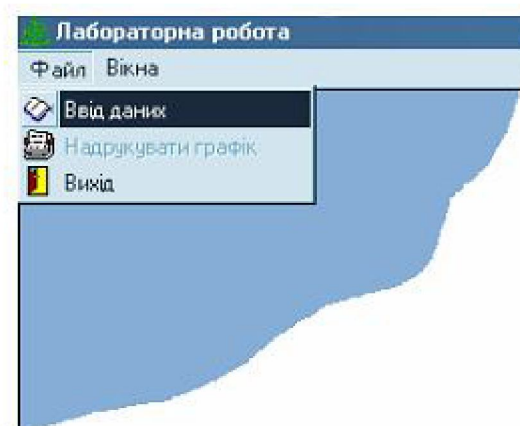 Лабораторна робота
Файл Вікна
Ввід даних
Надрукувати графік
Вихід